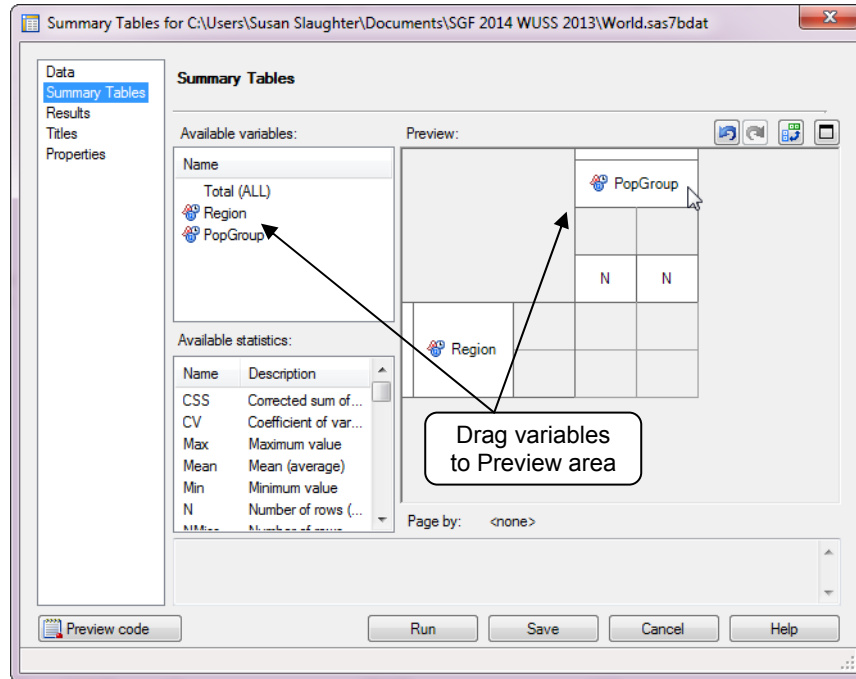 Summary Tables for C:\Users\Susan Slaughter\Documents\SGF 2014 WUSS 2013\World.sas7bdat
Data
Summary Tables
Results
Titles
Properties
Summary Tables
Available variables:
Name
Total (ALL)
Region
PopGroup
Available statistics:
Name Description
CSS Corrected sum of...
CV Coefficient of var...
Max Maximum value
Mean Mean (average)
Min Minimum value
N Number of rows (...
Preview:
PopGroup
N N
Region
Drag variables
to Preview area
Page by: <none>
Preview code
Run
Save
Cancel
Help